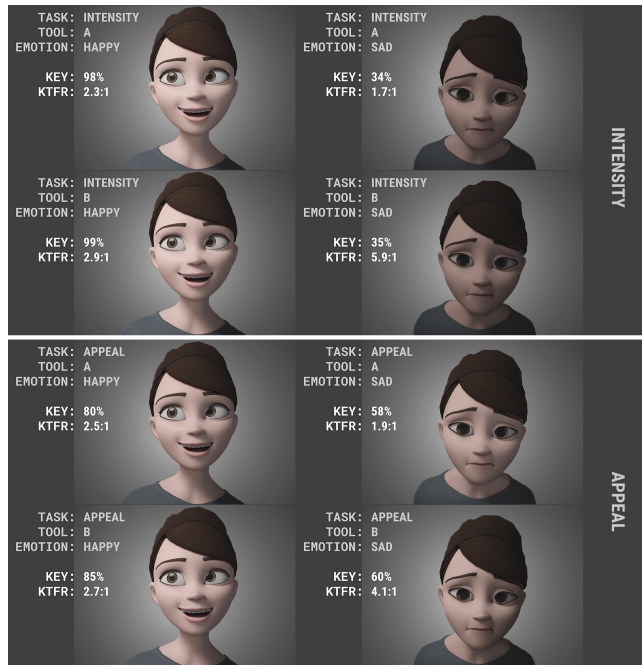 TASK: INTENSITY
TOOL: A
EMOTION: HAPPY
KEY: 98%
KTFR: 2.3:1
TASK: INTENSITY
TOOL: A
EMOTION: SAD
KEY: 34%
KTFR: 1.7:1
TASK: INTENSITY
TOOL: B
EMOTION: HAPPY
KEY: 99%
KTFR: 2.9:1
TASK: INTENSITY
TOOL: B
EMOTION: SAD
KEY: 35%
KTFR: 5.9:1
INTENSITY
TASK: APPEAL
TOOL: A
EMOTION: HAPPY
KEY: 80%
KTFR: 2.5:1
TASK: APPEAL
TOOL: A
EMOTION: SAD
KEY: 58%
KTFR: 1.9:1
TASK: APPEAL
TOOL: B
EMOTION: HAPPY
KEY: 85%
KTFR: 2.7:1
TASK: APPEAL
TOOL: B
EMOTION: SAD
KEY: 60%
KTFR: 4.1:1
APPEAL